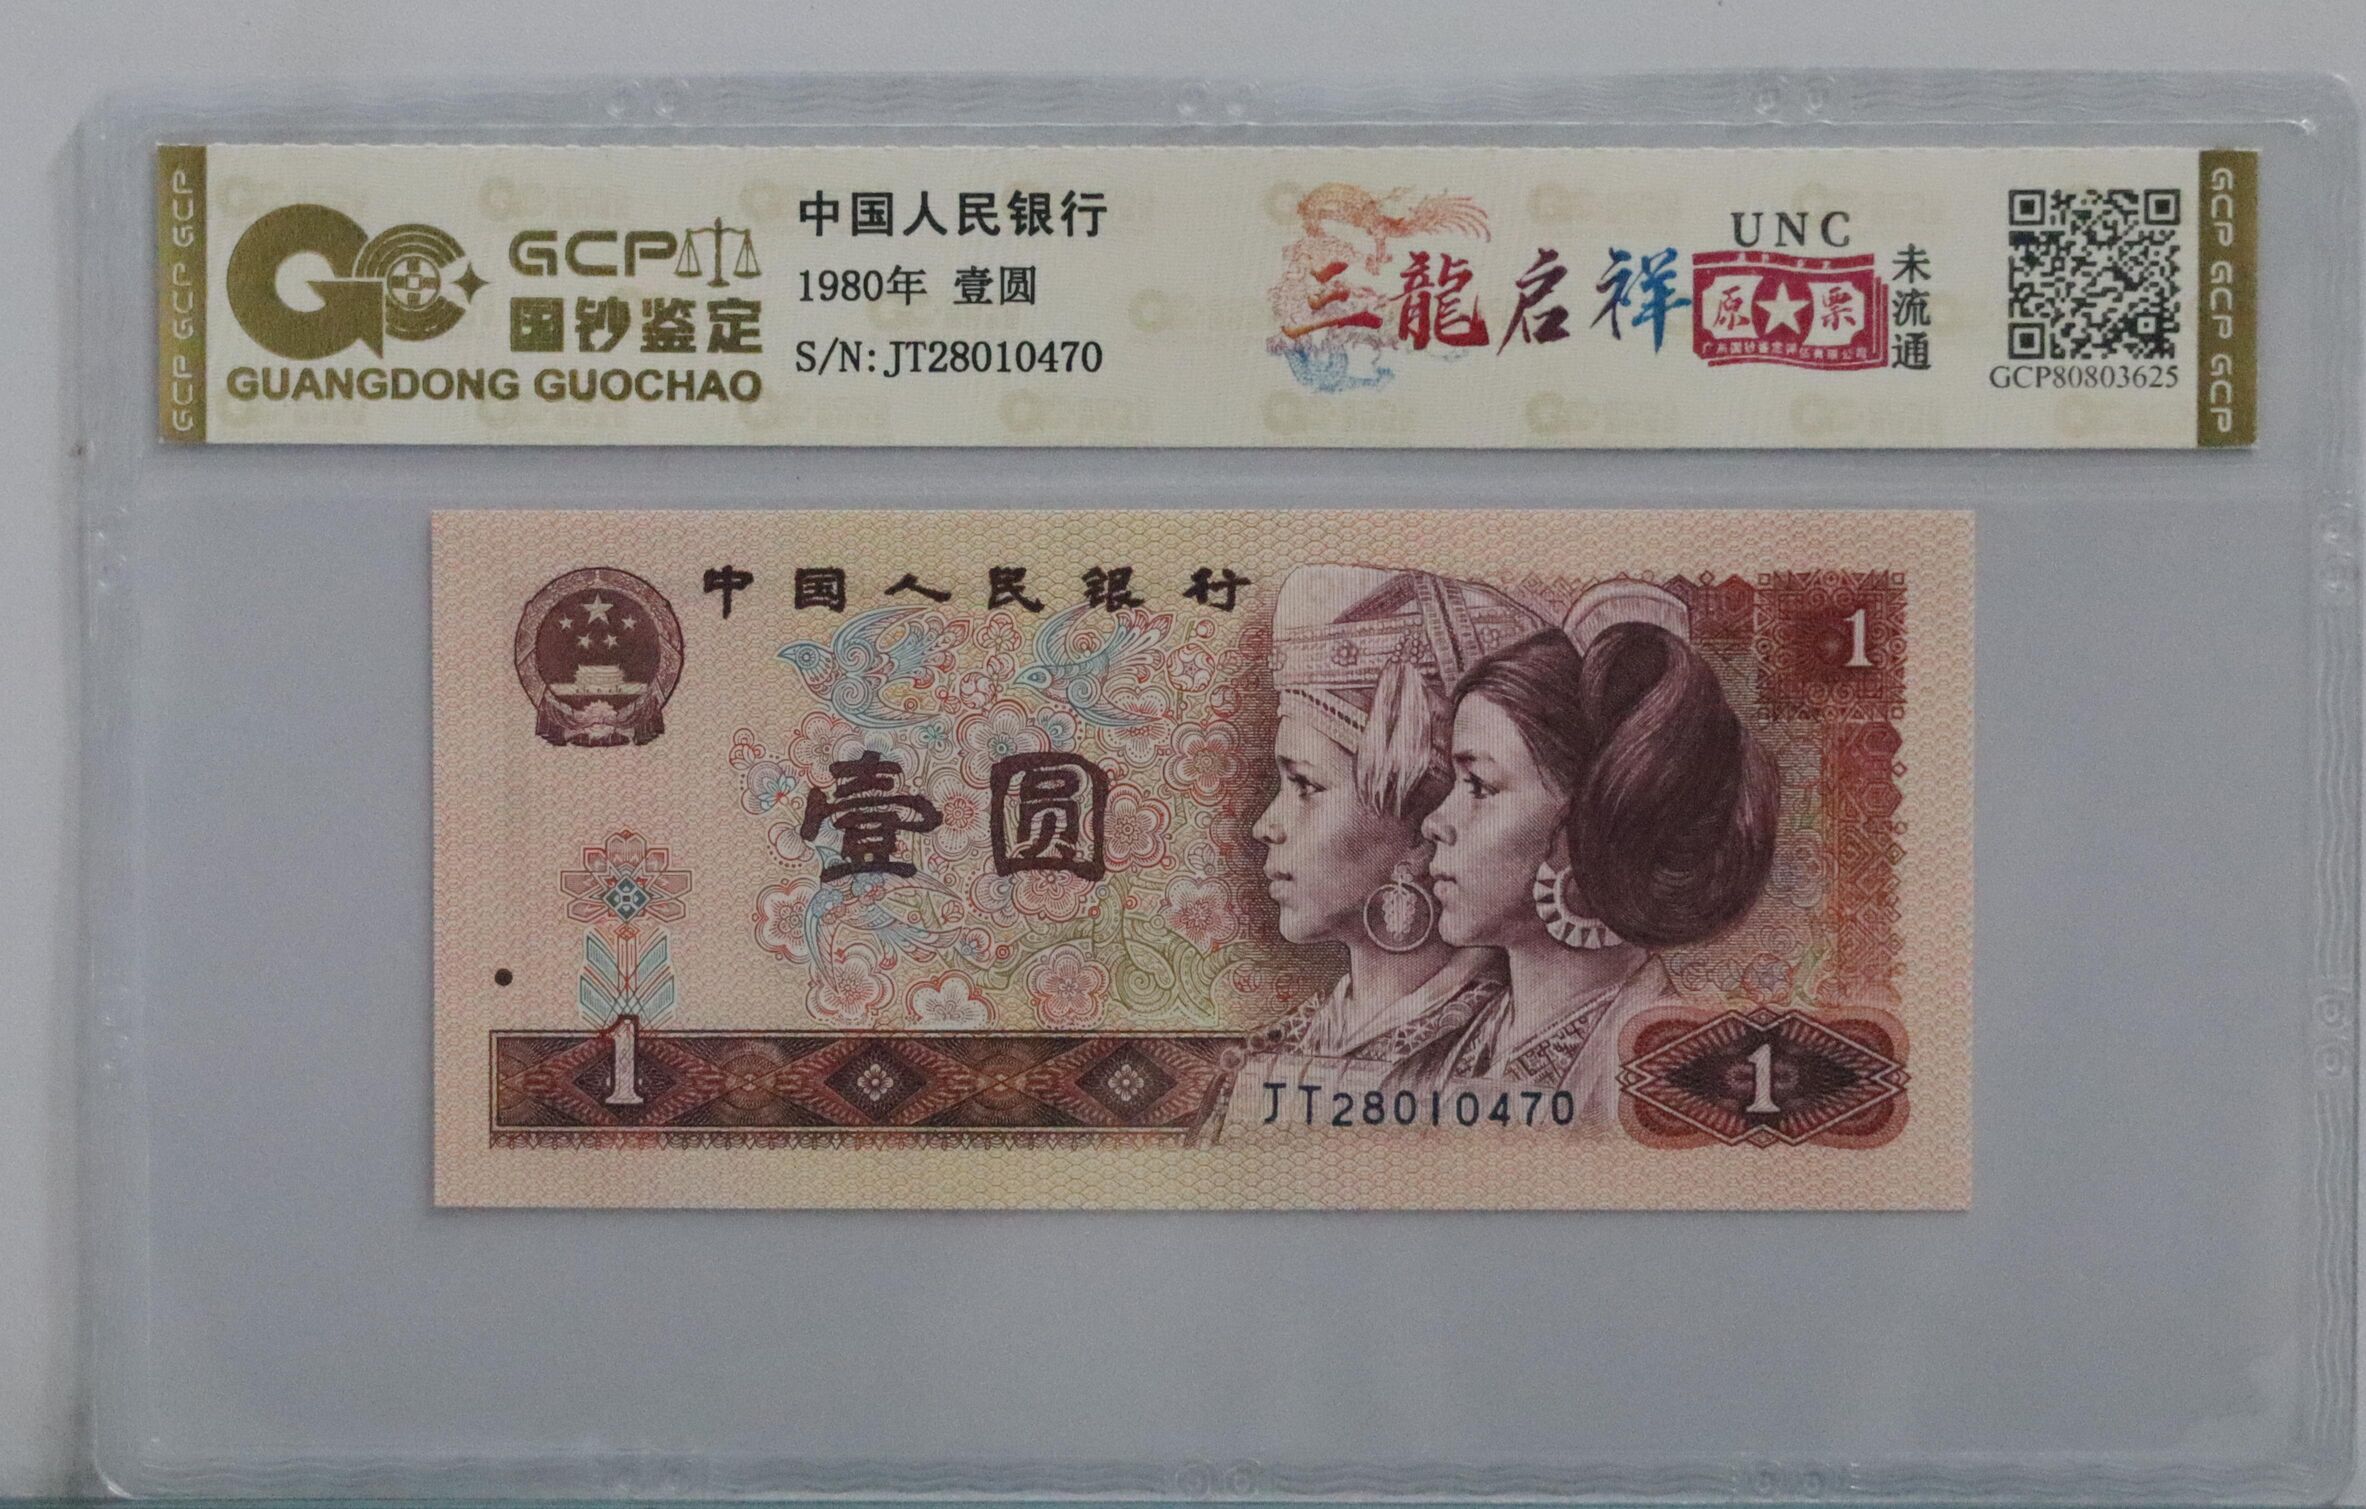 GCP GCP GCP
GCP
国钞鉴定
GUANGDONG GUOCHAO
中国人民银行
1980年 壹圆
S/N: JT28010470
三龍启祥
UNC
原票
未流通
GCP80803625
GCP GCP GCP
中国人民银行
1
壹圆
1
1
JT28010470